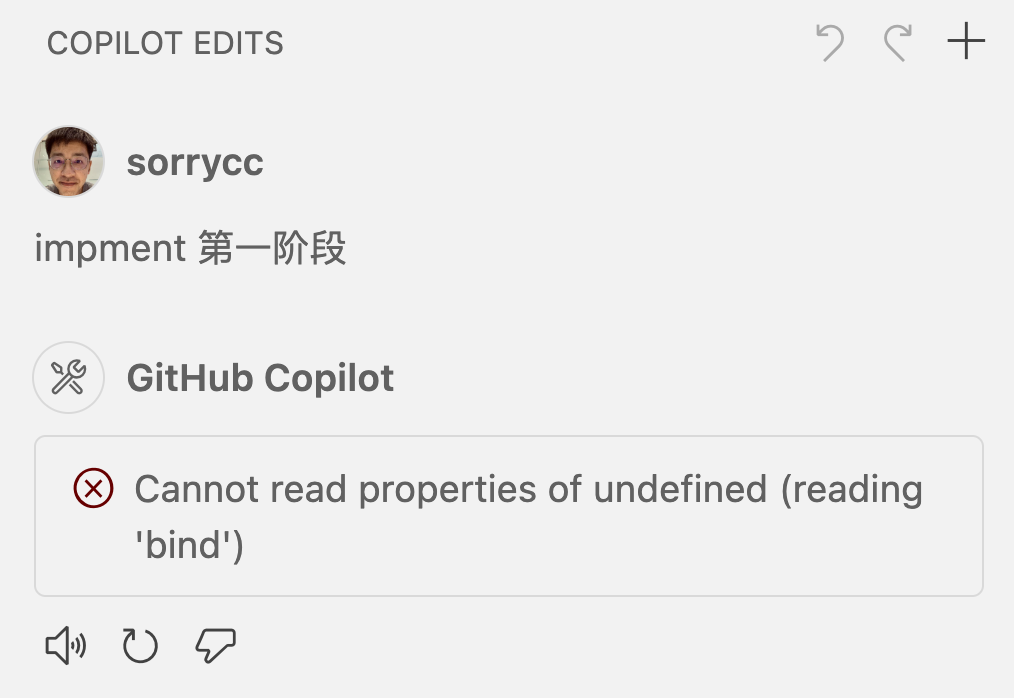 COPILOT EDITS
sorrycc
impment 第一阶段
GitHub Copilot
Cannot read properties of undefined (reading
'bind')